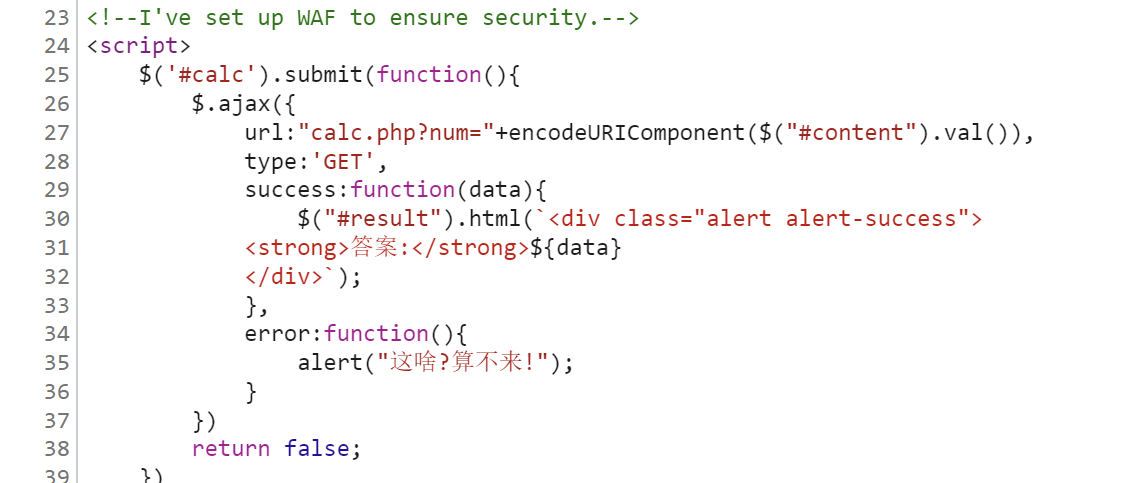 23 <!--I've set up WAF to ensure security.-->
24 <script>
25     $('#calc').submit(function(){
26         $.ajax({
27             url:"calc.php?num="+encodeURIComponent($("#content").val()),
28             type:'GET',
29             success:function(data){
30                 $("#result").html(`<div class="alert alert-success">
31             <strong>答案:</strong>${data}
32             </div>`);
33             },
34             error:function(){
35                 alert("这啥?算不来!");
36             }
37         })
38         return false;
39     })